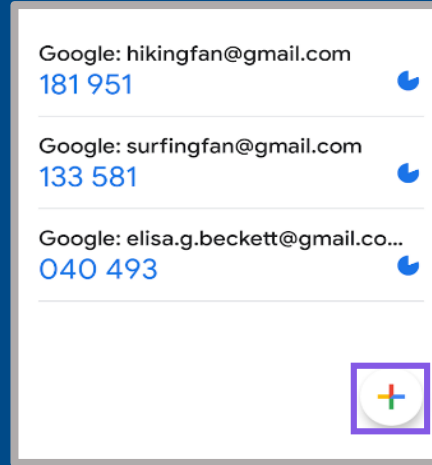 Google: hikingfan@gmail.com
181 951
Google: surfingfan@gmail.com
133 581
Google: elisa.g.beckett@gmail.co...
040 493